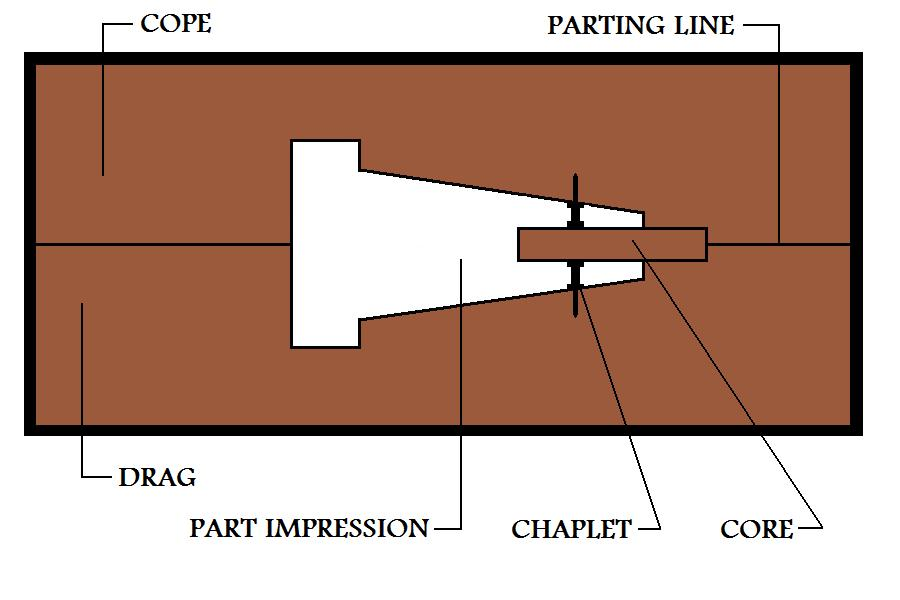 COPE
PARTING LINE
DRAG
PART IMPRESSION
CHAPLET
CORE